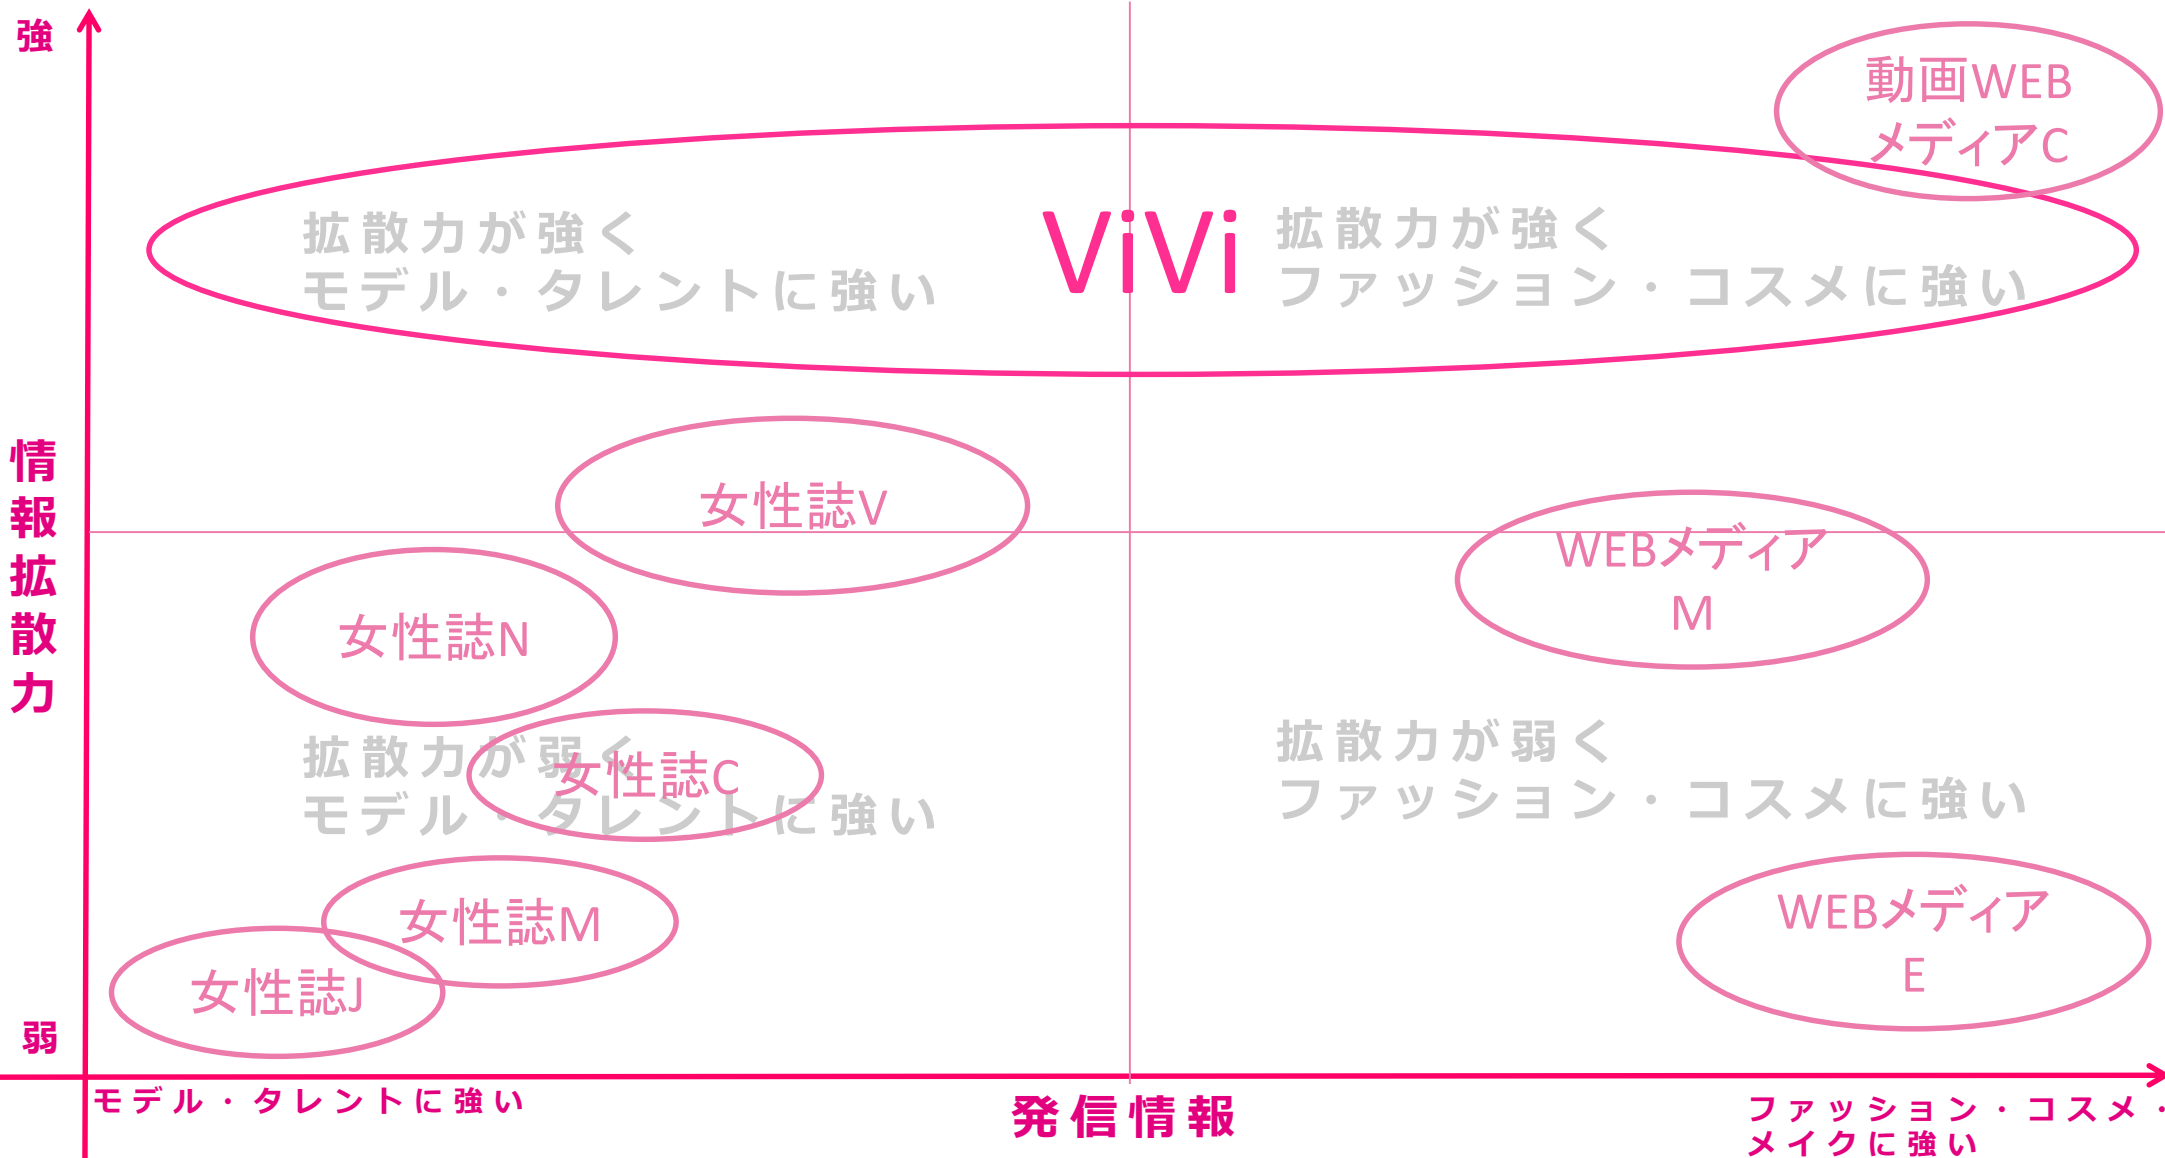 強
動画WEB
メディアC
拡散力が強く
モデル・タレントに強い
ViVi
拡散力が強く
ファッション・コスメに強い
情報拡散力
女性誌V
WEBメディア
M
女性誌N
拡散力が弱く
モデル・タレントに強い
女性誌C
拡散力が弱く
ファッション・コスメに強い
女性誌M
WEBメディア
E
女性誌J
弱
モデル・タレントに強い
発信情報
ファッション・コスメ・
メイクに強い